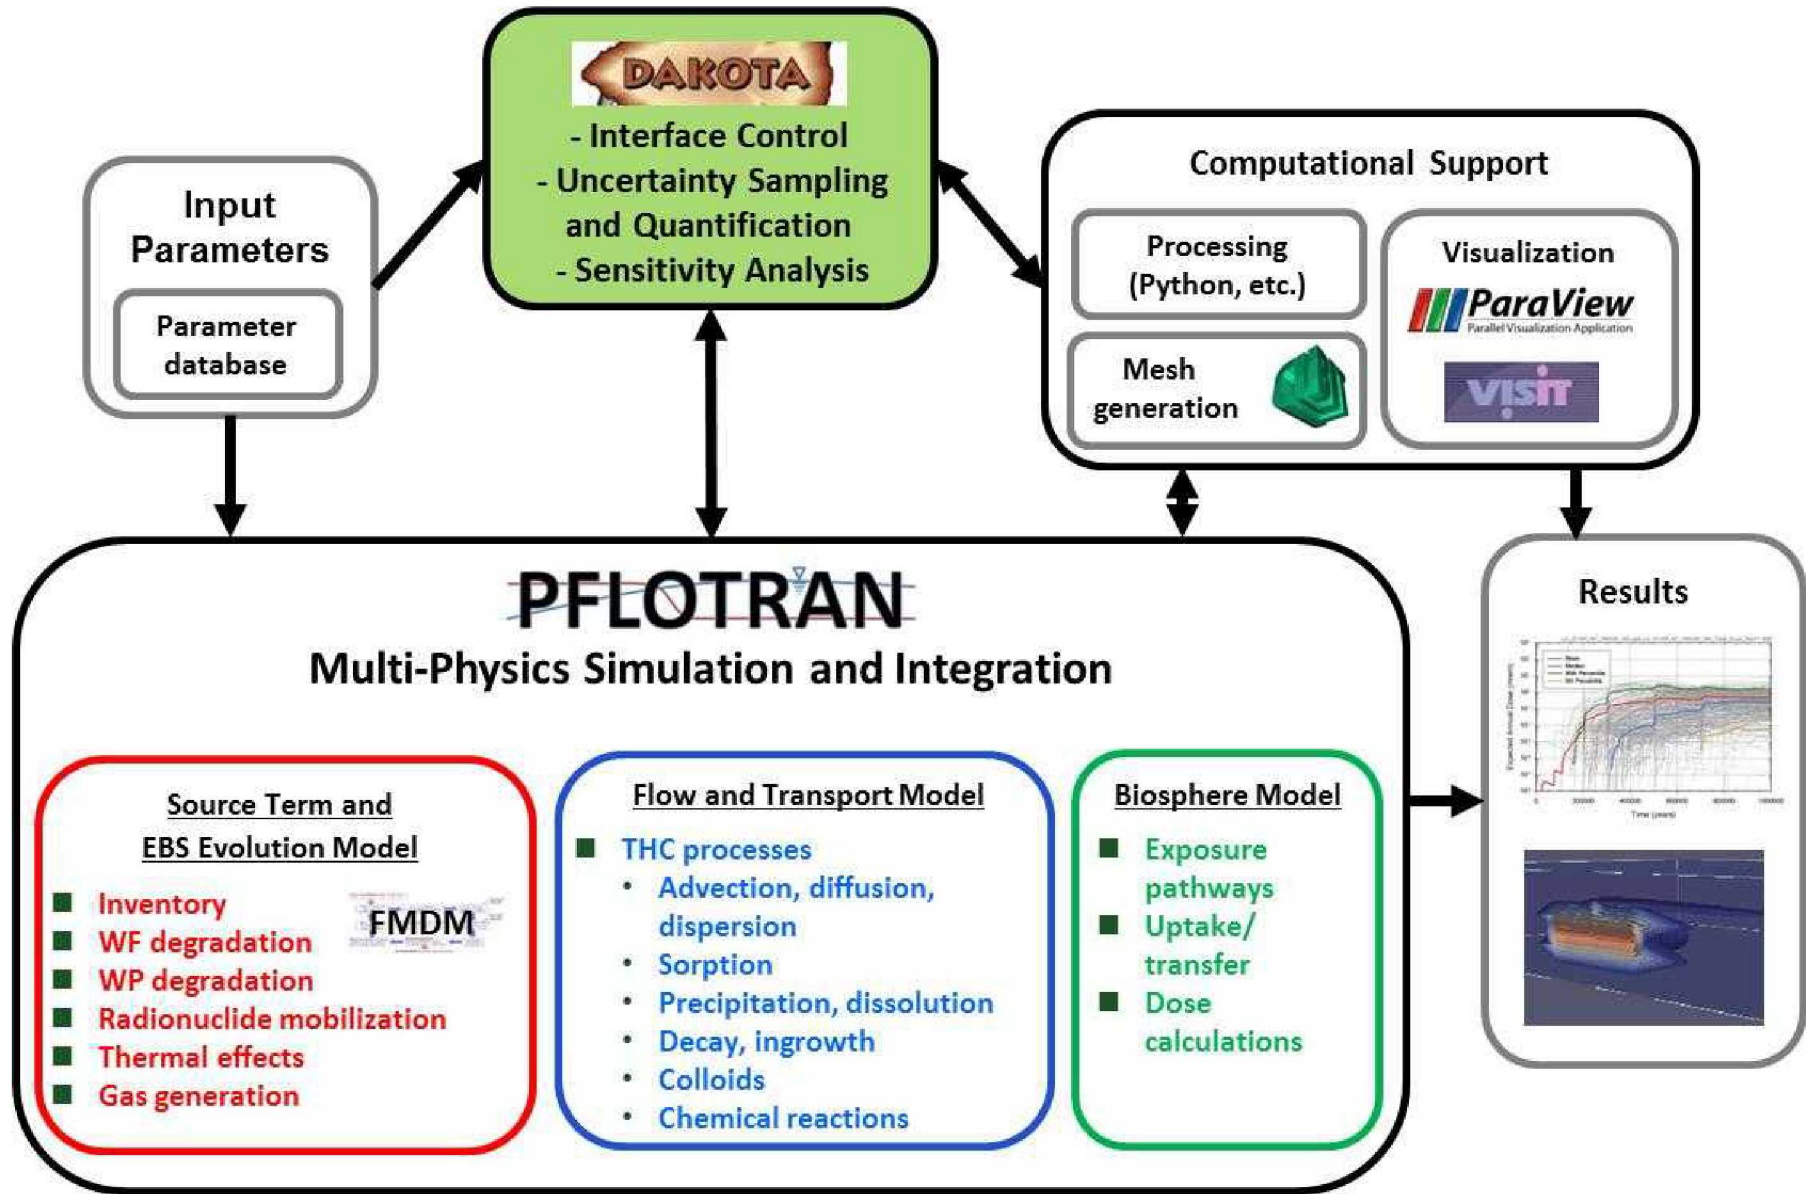 DAKOTA
- Interface Control
- Uncertainty Sampling
and Quantification
- Sensitivity Analysis
Input
Parameters
Parameter
database
Computational Support
Processing
(Python, etc.)
Mesh
generation
Visualization
ParaView
Parallel Visualization Application
VISIT
PFLOTRAN
Multi-Physics Simulation and Integration
Source Term and
EBS Evolution Model
Inventory
WF degradation
WP degradation
Radionuclide mobilization
Thermal effects
Gas generation
FMDM
Flow and Transport Model
THC processes
Advection, diffusion,
dispersion
Sorption
Precipitation, dissolution
Decay, ingrowth
Colloids
Chemical reactions
Biosphere Model
Exposure
pathways
Uptake/
transfer
Dose
calculations
Results
Time (years)